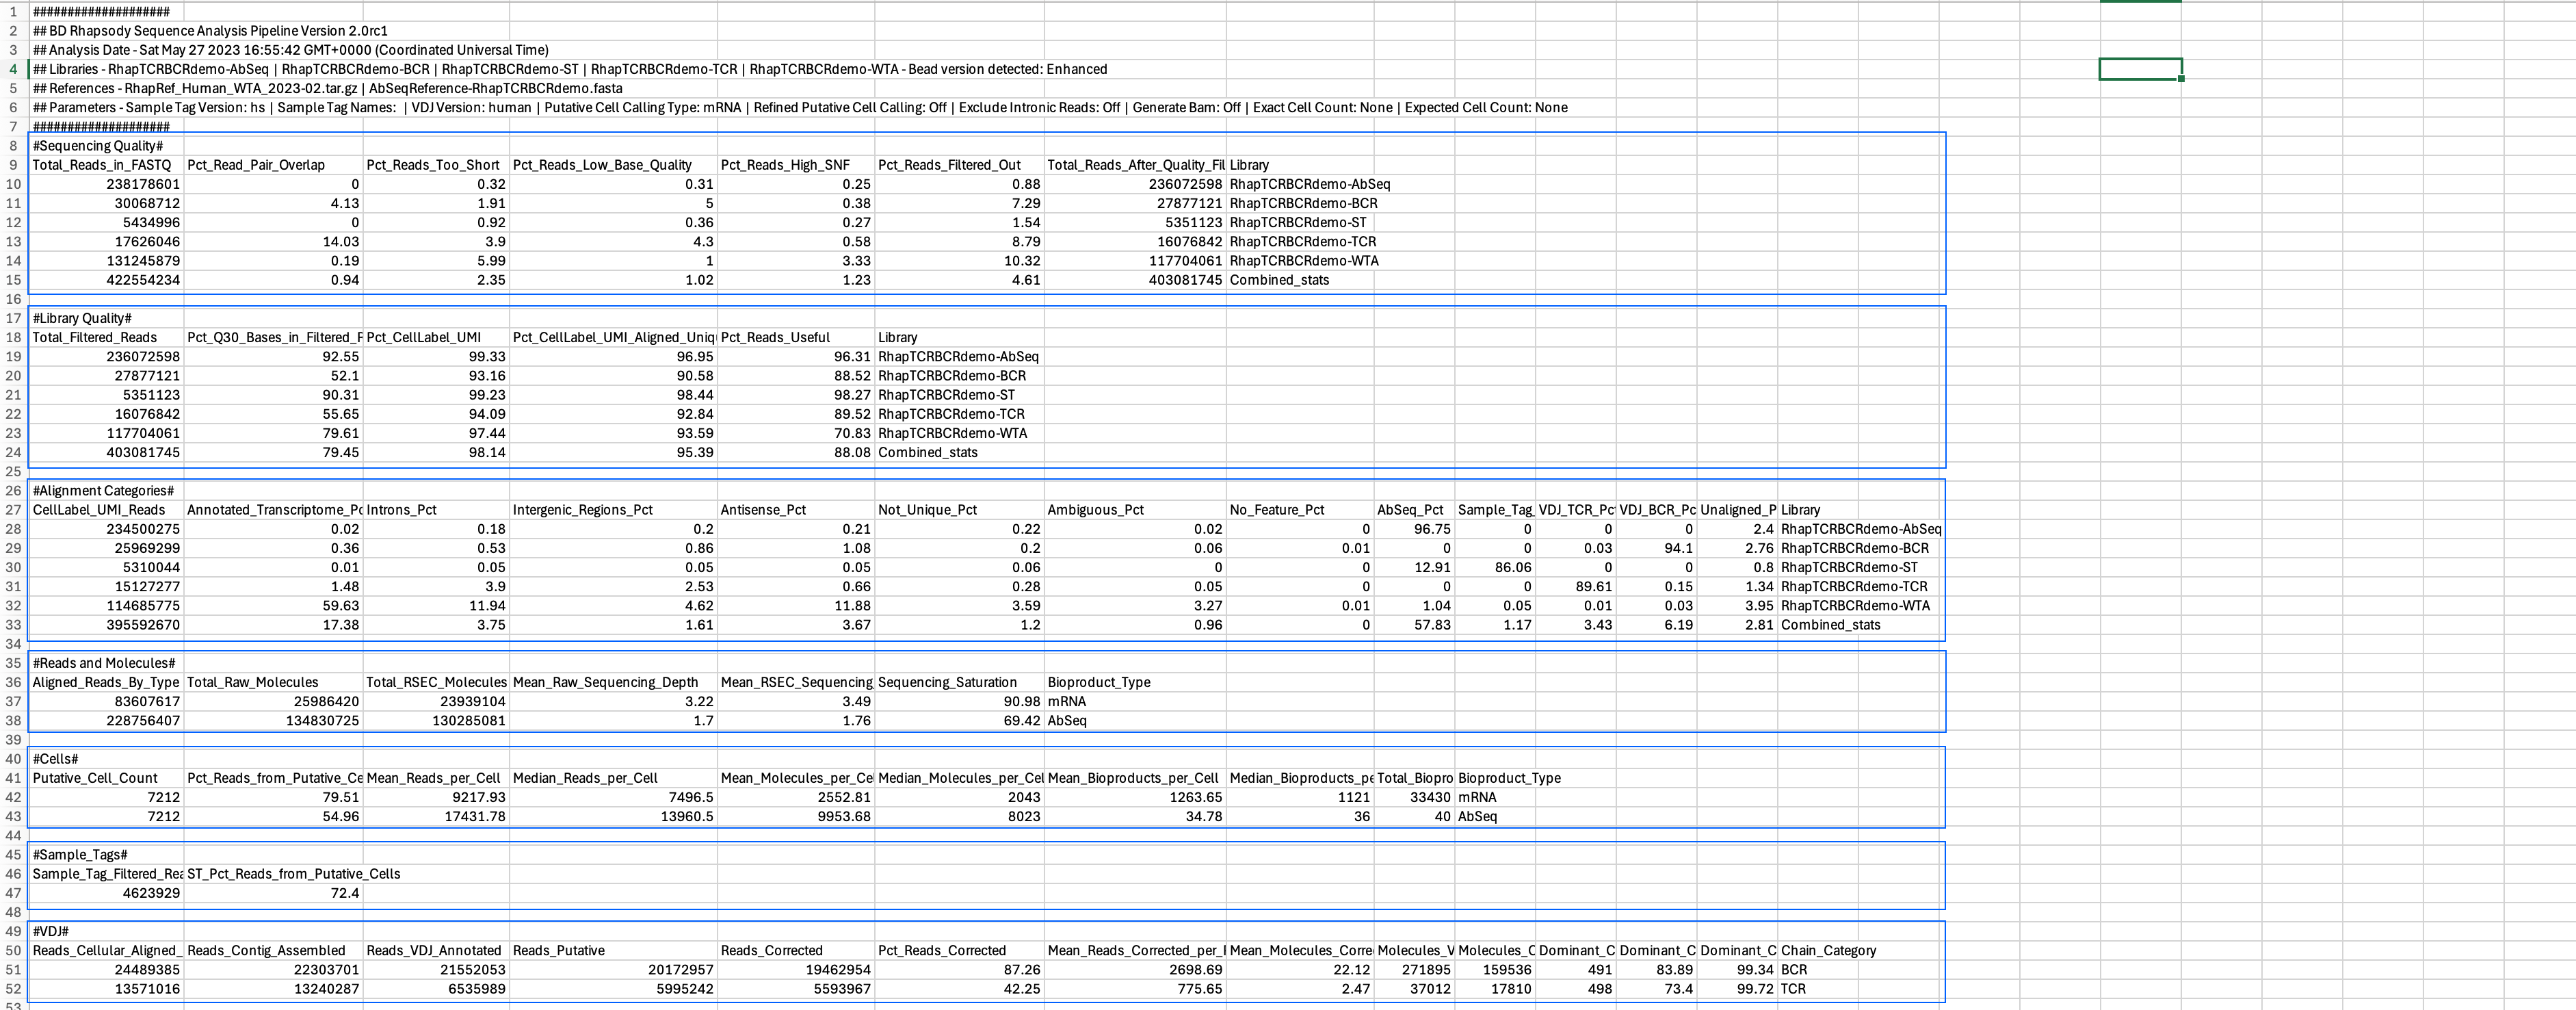 1 ####################
2 ## BD Rhapsody Sequence Analysis Pipeline Version 2.0rc1
3 ## Analysis Date - Sat May 27 2023 16:55:42 GMT+0000 (Coordinated Universal Time)
4 ## Libraries - RhapTCRBCRdemo-AbSeq | RhapTCRBCRdemo-BCR | RhapTCRBCRdemo-ST | RhapTCRBCRdemo-TCR | RhapTCRBCRdemo-WTA - Bead version detected: Enhanced
5 ## References - RhapRef_Human_WTA_2023-02.tar.gz | AbSeqReference-RhapTCRBCRdemo.fasta
6 ## Parameters - Sample Tag Version: hs | Sample Tag Names: | VDJ Version: human | Putative Cell Calling Type: mRNA | Refined Putative Cell Calling: Off | Exclude Intronic Reads: Off | Generate Bam: Off | Exact Cell Count: None | Expected Cell Count: None
7 ####################
8 #Sequencing Quality#
9 Total_Reads_in_FASTQ Pct_Read_Pair_Overlap Pct_Reads_Too_Short Pct_Reads_Low_Base_Quality Pct_Reads_High_SNF Pct_Reads_Filtered_Out Total_Reads_After_Quality_Fil Library
10 238178601 0 0.32 0.31 0.25 0.88 236072598 RhapTCRBCRdemo-AbSeq
11 30068712 4.13 1.91 5 0.38 7.29 27877121 RhapTCRBCRdemo-BCR
12 5434996 0 0.92 0.36 0.27 1.54 5351123 RhapTCRBCRdemo-ST
13 17626046 14.03 3.9 4.3 0.58 8.79 16076842 RhapTCRBCRdemo-TCR
14 131245879 0.19 5.99 1 3.33 10.32 117704061 RhapTCRBCRdemo-WTA
15 422554234 0.94 2.35 1.02 1.23 4.61 403081745 Combined_stats
16
17 #Library Quality#
18 Total_Filtered_Reads Pct_Q30_Bases_in_Filtered_F Pct_CellLabel_UMI Pct_CellLabel_UMI_Aligned_Uniq Pct_Reads_Useful Library
19 236072598 92.55 99.33 96.95 96.31 RhapTCRBCRdemo-AbSeq
20 27877121 52.1 93.16 90.58 88.52 RhapTCRBCRdemo-BCR
21 5351123 90.31 99.23 98.44 98.27 RhapTCRBCRdemo-ST
22 16076842 55.65 94.09 92.84 89.52 RhapTCRBCRdemo-TCR
23 117704061 79.61 97.44 93.59 70.83 RhapTCRBCRdemo-WTA
24 403081745 79.45 98.14 95.39 88.08 Combined_stats
25
26 #Alignment Categories#
27 CellLabel_UMI_Reads Annotated_Transcriptome_Pc Introns_Pct Intergenic_Regions_Pct Antisense_Pct Not_Unique_Pct Ambiguous_Pct No_Feature_Pct AbSeq_Pct Sample_Tag_ VDJ_TCR_Pc VDJ_BCR_Pc Unaligned_P Library
28 234500275 0.02 0.18 0.2 0.21 0.22 0.02 0 96.75 0 0 0 2.4 RhapTCRBCRdemo-AbSeq
29 25969299 0.36 0.53 0.86 1.08 0.2 0.06 0.01 0 0 0.03 94.1 2.76 RhapTCRBCRdemo-BCR
30 5310044 0.01 0.05 0.05 0.05 0.06 0 0 12.91 86.06 0 0 0.8 RhapTCRBCRdemo-ST
31 15127277 1.48 3.9 2.53 0.66 0.28 0.05 0 0 0 89.61 0.15 1.34 RhapTCRBCRdemo-TCR
32 114685775 59.63 11.94 4.62 11.88 3.59 3.27 0.01 1.04 0.05 0.01 0.03 3.95 RhapTCRBCRdemo-WTA
33 395592670 17.38 3.75 1.61 3.67 1.2 0.96 0 57.83 1.17 3.43 6.19 2.81 Combined_stats
34
35 #Reads and Molecules#
36 Aligned_Reads_By_Type Total_Raw_Molecules Total_RSEC_Molecules Mean_Raw_Sequencing_Depth Mean_RSEC_Sequencing_ Sequencing_Saturation Bioproduct_Type
37 83607617 25986420 23939104 3.22 3.49 90.98 mRNA
38 228756407 134830725 130285081 1.7 1.76 69.42 AbSeq
39
40 #Cells#
41 Putative_Cell_Count Pct_Reads_from_Putative_Ce Mean_Reads_per_Cell Median_Reads_per_Cell Mean_Molecules_per_Ce Median_Molecules_per_Cel Mean_Bioproducts_per_Cell Median_Bioproducts_pe Total_Biopro Bioproduct_Type
42 7212 79.51 9217.93 7496.5 2552.81 2043 1263.65 1121 33430 mRNA
43 7212 54.96 17431.78 13960.5 9953.68 8023 34.78 36 40 AbSeq
44
45 #Sample_Tags#
46 Sample_Tag_Filtered_Rea ST_Pct_Reads_from_Putative_Cells
47 4623929 72.4
48
49 #VDJ#
50 Reads_Cellular_Aligned_ Reads_Contig_Assembled Reads_VDJ_Annotated Reads_Putative Reads_Corrected Pct_Reads_Corrected Mean_Reads_Corrected_per_ Mean_Molecules_Corre Molecules_V Molecules_C Dominant_C Dominant_C Dominant_C Chain_Category
51 24489385 22303701 21552053 20172957 19462954 87.26 2698.69 22.12 271895 159536 491 83.89 99.34 BCR
52 13571016 13240287 6535989 5995242 5593967 42.25 775.65 2.47 37012 17810 498 73.4 99.72 TCR
53